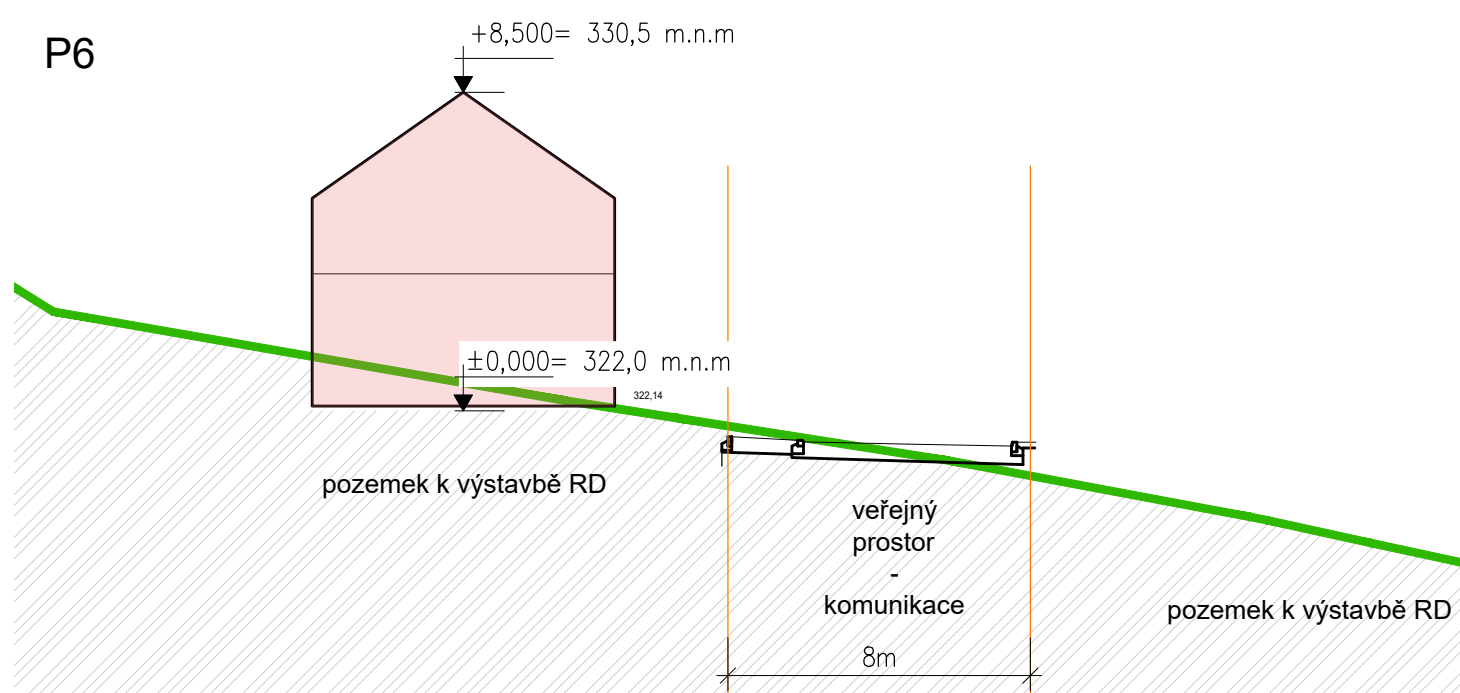 P6
+8,500= 330,5 m.n.m
±0,000= 322,0 m.n.m
322,14
pozemek k výstavbě RD
veřejný
prostor
-
komunikace
pozemek k výstavbě RD
8m